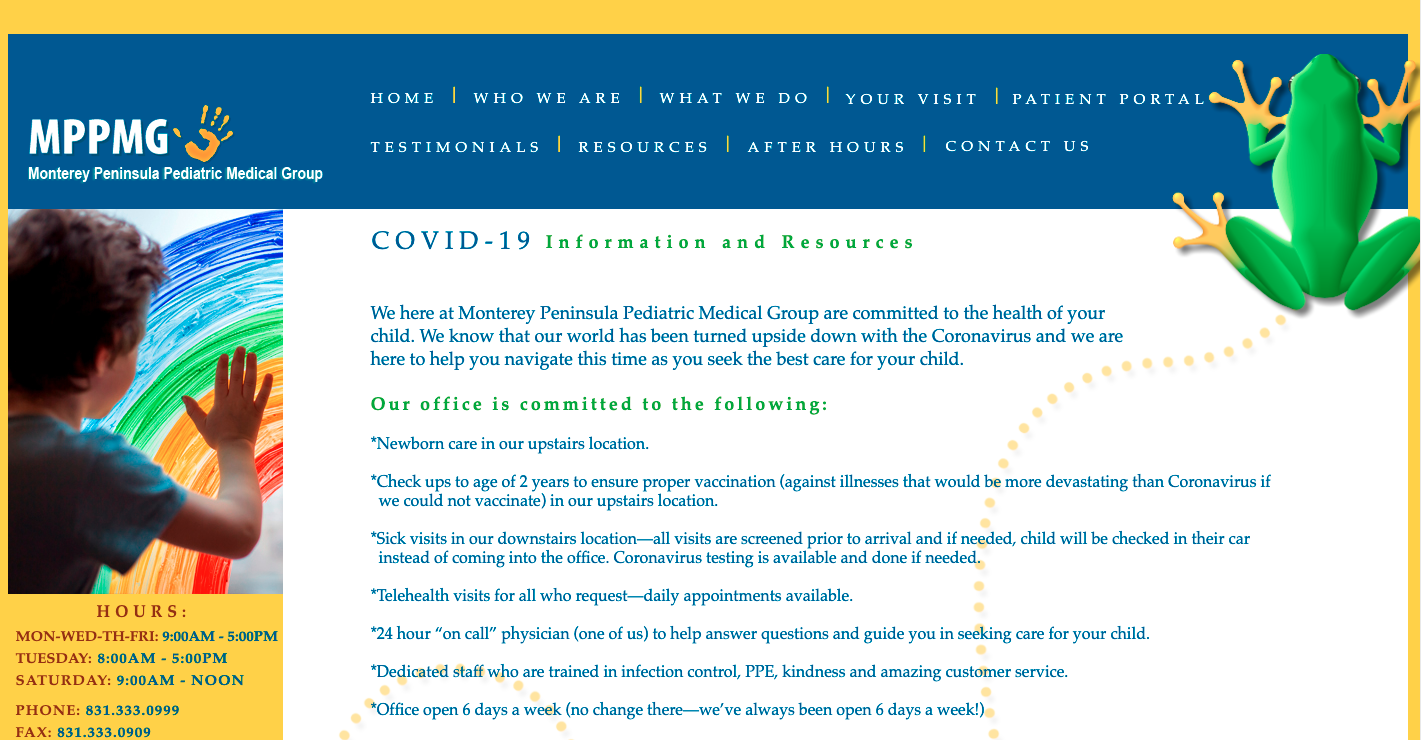 HOME | WHO WE ARE | WHAT WE DO | YOUR VISIT | PATIENT PORTAL
TESTIMONIALS | RESOURCES | AFTER HOURS | CONTACT US
MPPMG
Monterey Peninsula Pediatric Medical Group
COVID-19 Information and Resources
We here at Monterey Peninsula Pediatric Medical Group are committed to the health of your
child. We know that our world has been turned upside down with the Coronavirus and we are
here to help you navigate this time as you seek the best care for your child.
Our office is committed to the following:
*Newborn care in our upstairs location.
*Check ups to age of 2 years to ensure proper vaccination (against illnesses that would be more devastating than Coronavirus if
we could not vaccinate) in our upstairs location.
*Sick visits in our downstairs location—all visits are screened prior to arrival and if needed, child will be checked in their car
instead of coming into the office. Coronavirus testing is available and done if needed.
*Telehealth visits for all who request—daily appointments available.
*24 hour “on call” physician (one of us) to help answer questions and guide you in seeking care for your child.
*Dedicated staff who are trained in infection control, PPE, kindness and amazing customer service.
*Office open 6 days a week (no change there—we’ve always been open 6 days a week!)
HOURS:
MON-WED-TH-FRI: 9:00AM - 5:00PM
TUESDAY: 8:00AM - 5:00PM
SATURDAY: 9:00AM - NOON
PHONE: 831.333.0999
FAX: 831.333.0909